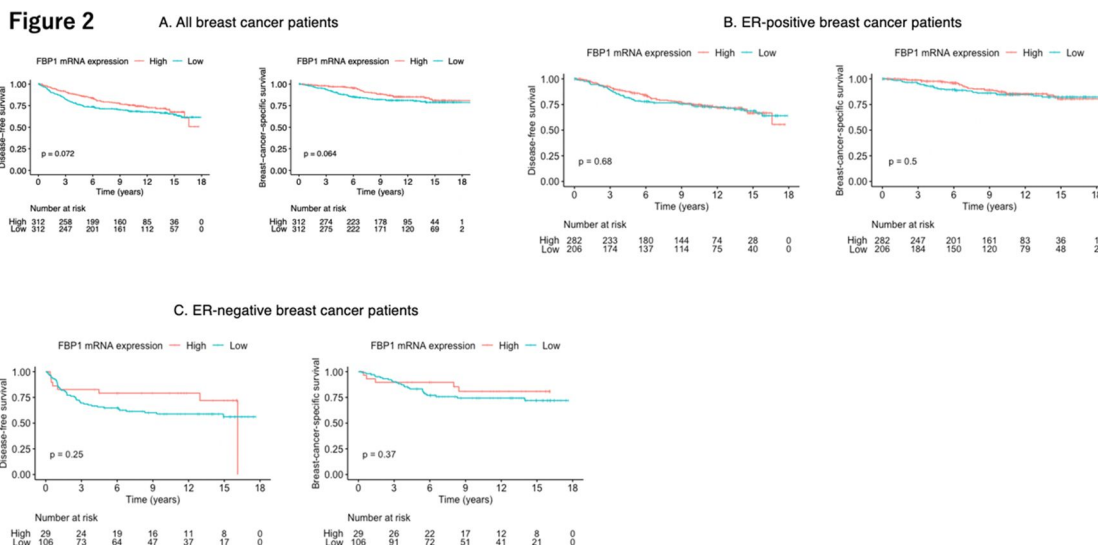 Figure 2
A. All breast cancer patients
FBP1 mRNA expression High Low
Disease-free survival
1.00
0.75
0.50
0.25
0.00
p = 0.072
0 3 6 9 12 15 18
Time (years)
Number at risk
High 312 258 199 160 85 36 0
Low 312 247 201 161 112 57 0
FBP1 mRNA expression High Low
Breast-cancer-specific survival
1.00
0.75
0.50
0.25
0.00
p = 0.064
0 3 6 9 12 15 18
Time (years)
Number at risk
High 312 274 223 178 95 44 1
Low 312 275 222 171 120 69 2
B. ER-positive breast cancer patients
FBP1 mRNA expression High Low
Disease-free survival
1.00
0.75
0.50
0.25
0.00
p = 0.68
0 3 6 9 12 15 18
Time (years)
Number at risk
High 282 233 180 144 74 28 0
Low 206 174 137 114 75 40 0
FBP1 mRNA expression High Low
Breast-cancer-specific survival
1.00
0.75
0.50
0.25
0.00
p = 0.5
0 3 6 9 12 15 18
Time (years)
Number at risk
High 282 247 201 161 83 36 1
Low 206 184 150 120 79 48 2
C. ER-negative breast cancer patients
FBP1 mRNA expression High Low
Disease-free survival
1.00
0.75
0.50
0.25
0.00
p = 0.25
0 3 6 9 12 15 18
Time (years)
Number at risk
High 29 24 19 16 11 8 0
Low 106 73 64 47 37 17 0
FBP1 mRNA expression High Low
Breast-cancer-specific survival
1.00
0.75
0.50
0.25
0.00
p = 0.37
0 3 6 9 12 15 18
Time (years)
Number at risk
High 29 26 22 17 12 8 0
Low 106 91 72 51 41 21 0